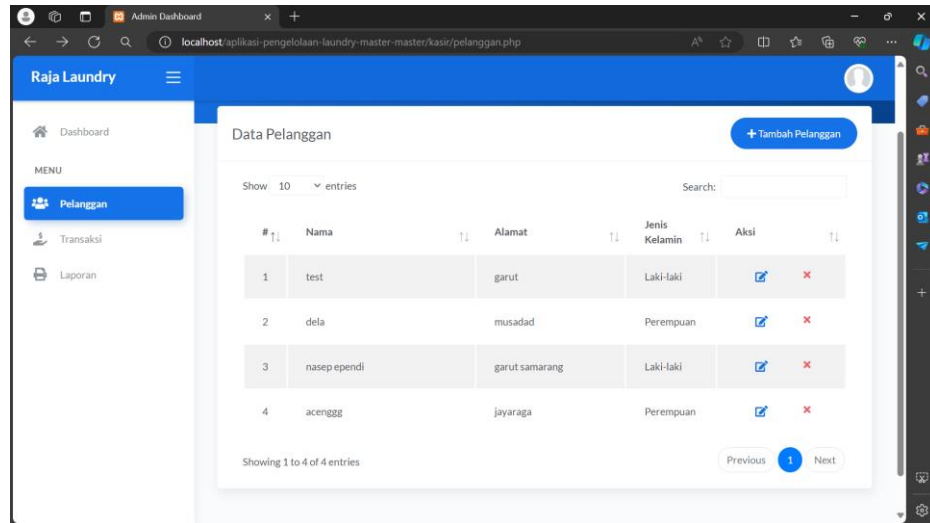 Admin Dashboard
localhost/aplikasi-pengelolaan-laundry-master-master/kasir/pelanggan.php
Raja Laundry
Dashboard
MENU
Pelanggan
Transaksi
Laporan
Data Pelanggan
+ Tambah Pelanggan
Show 10 entries
Search:
# Nama Alamat Jenis Kelamin Aksi
1 test garut Laki-laki
2 dela musadad Perempuan
3 nasep ependi garut samarang Laki-laki
4 acenggg jayaraga Perempuan
Showing 1 to 4 of 4 entries
Previous 1 Next